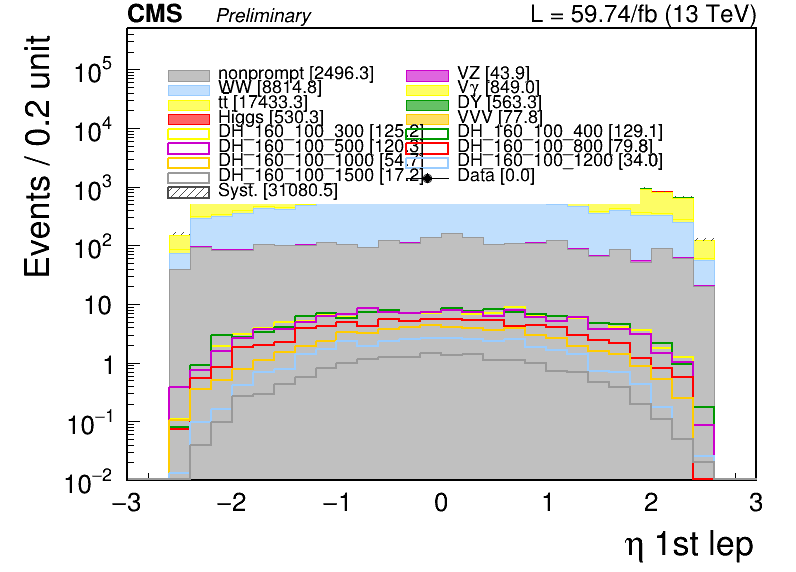 CMS Preliminary L = 59.74/fb (13 TeV)
Events / 0.2 unit
10^5
10^4
10^3
10^2
10
1
10^−1
10^−2
nonprompt [2496.3] VZ [43.9]
WW [8814.8] Vγ [849.0]
tt [17433.3] DY [563.3]
Higgs [530.3] VVV [77.8]
DH_160_100_300 [125.2] DH_160_100_400 [129.1]
DH_160_100_500 [120.3] DH_160_100_800 [79.8]
DH_160_100_1000 [54.7] DH_160_100_1200 [34.0]
DH_160_100_1500 [17.2] Data [0.0]
Syst. [31080.5]
−3 −2 −1 0 1 2 3
η 1st lep